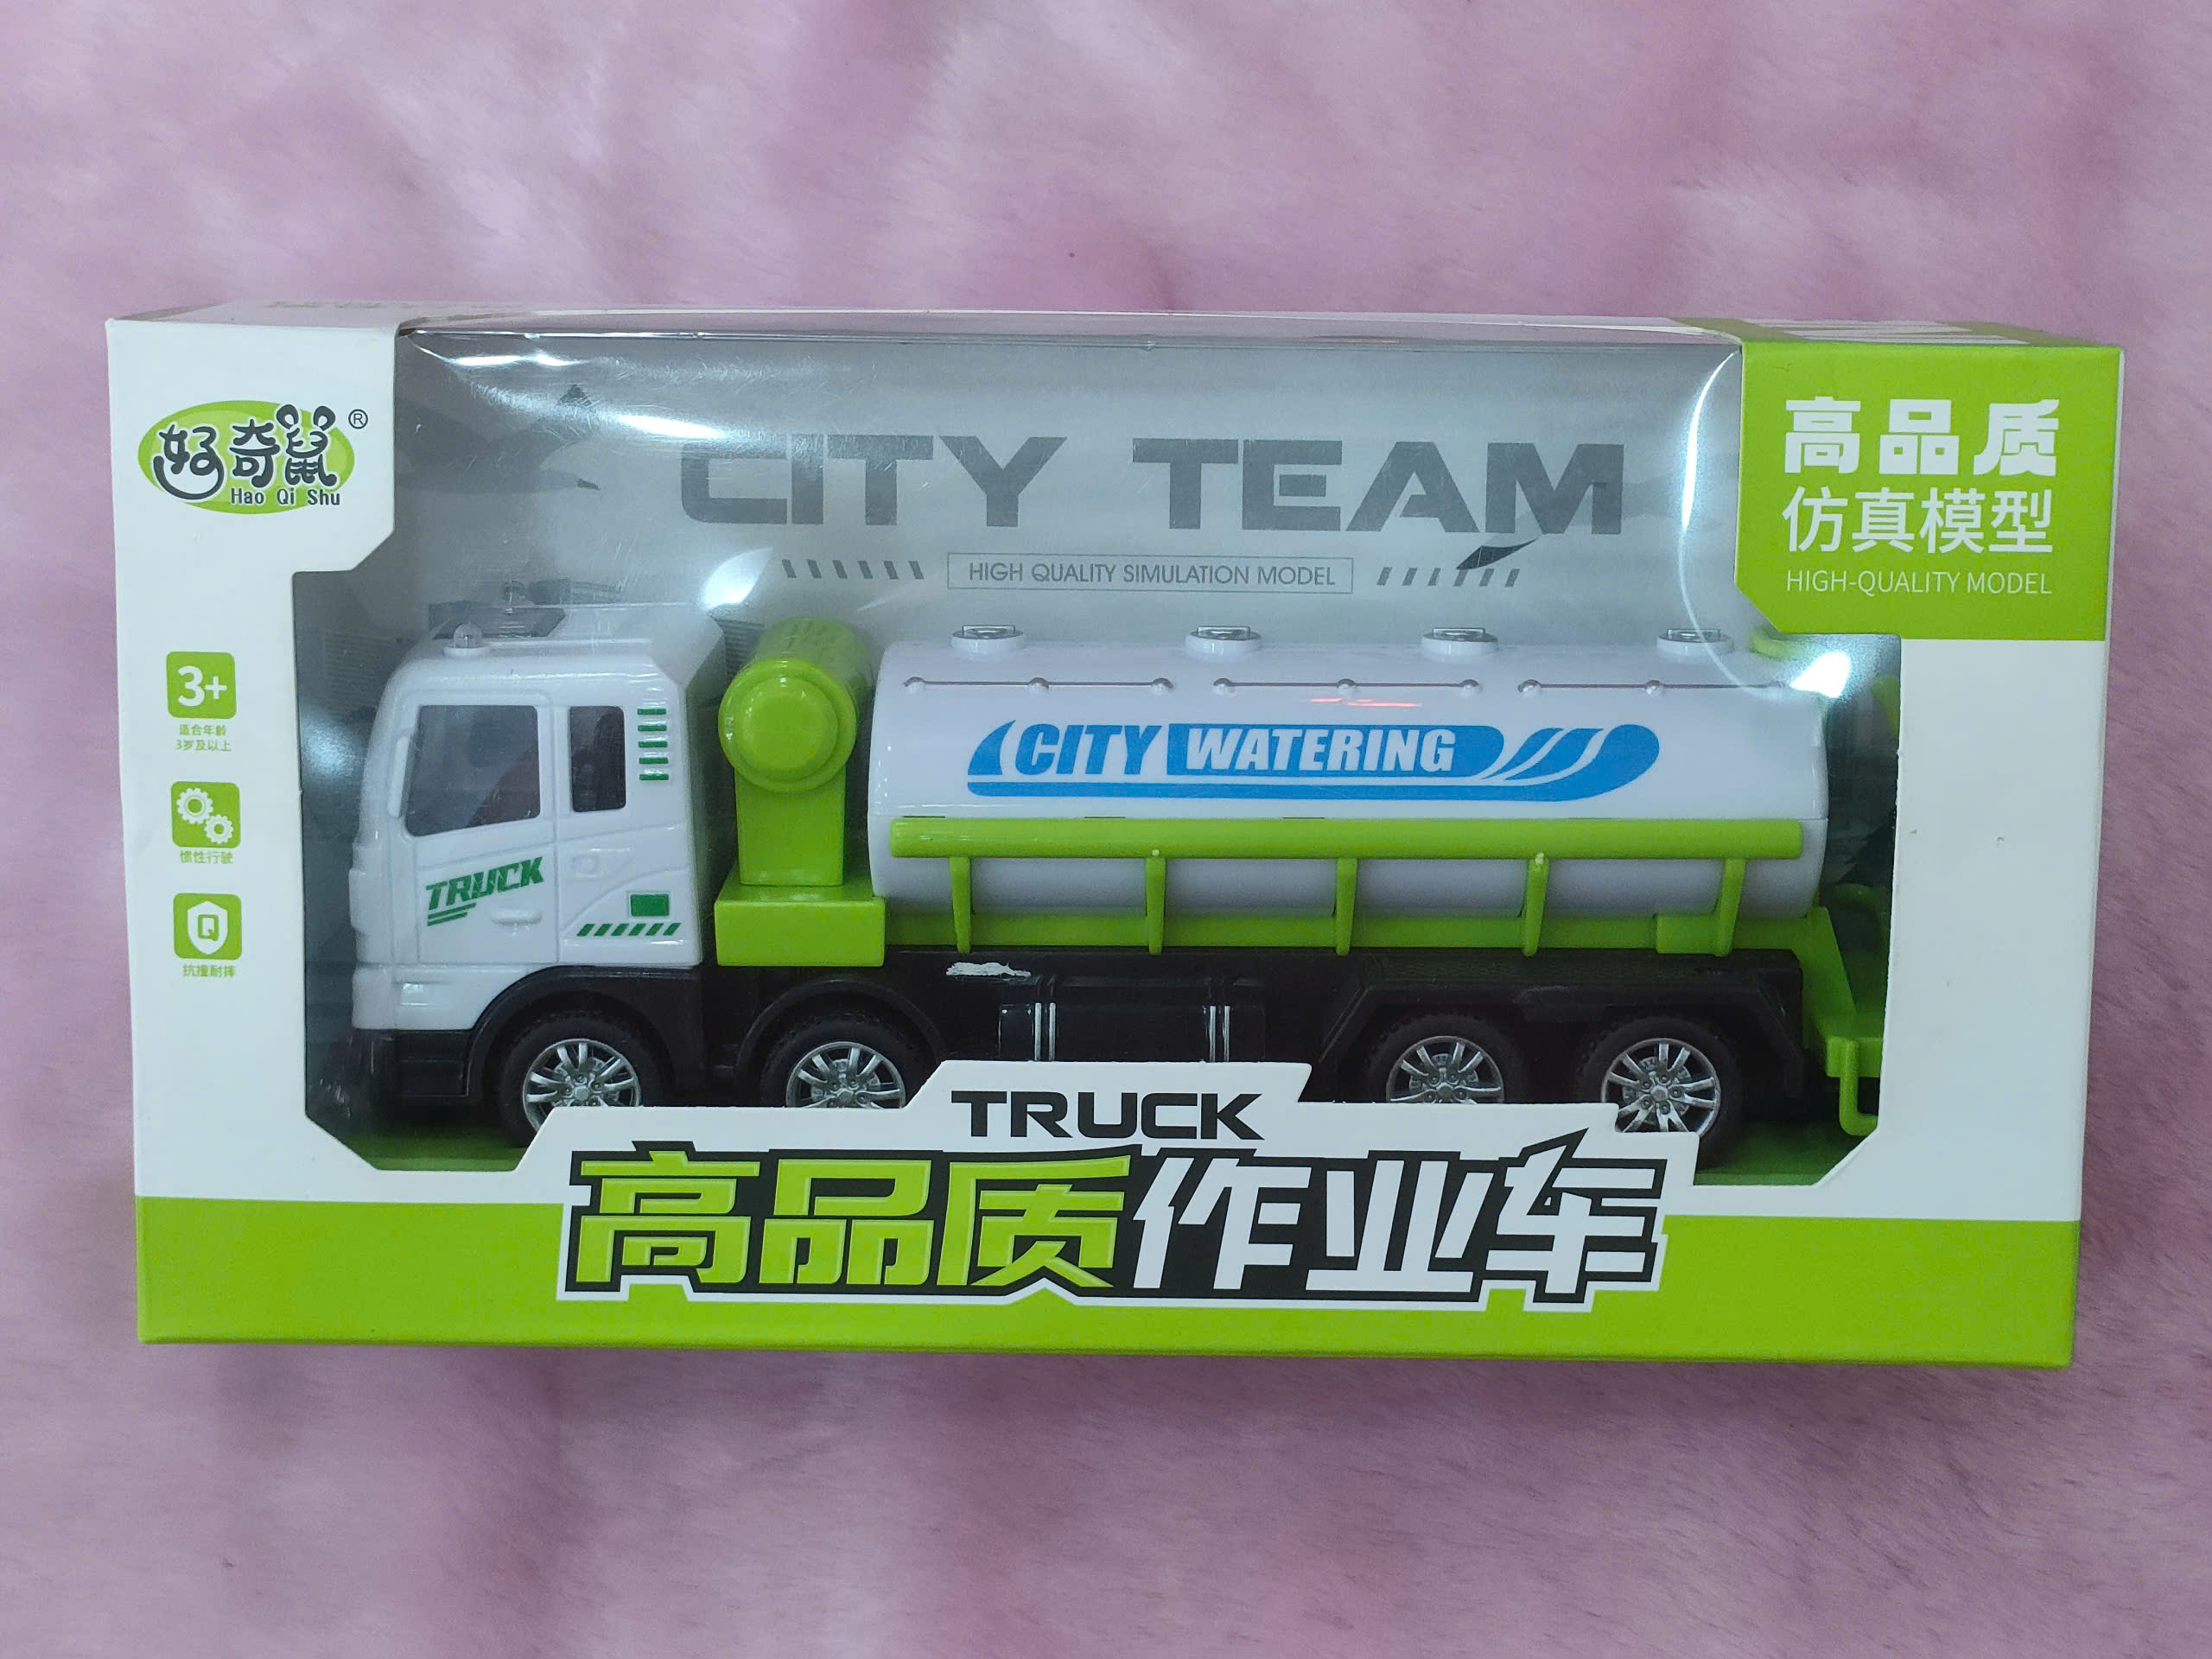 好奇鼠®
Hao Qi Shu
CITY TEAM
HIGH QUALITY SIMULATION MODEL
高品质
仿真模型
HIGH-QUALITY MODEL
3+
适合年龄
3岁及以上
惯性行驶
Q
抗撞耐摔
CITY WATERING
TRUCK
TRUCK
高品质作业车